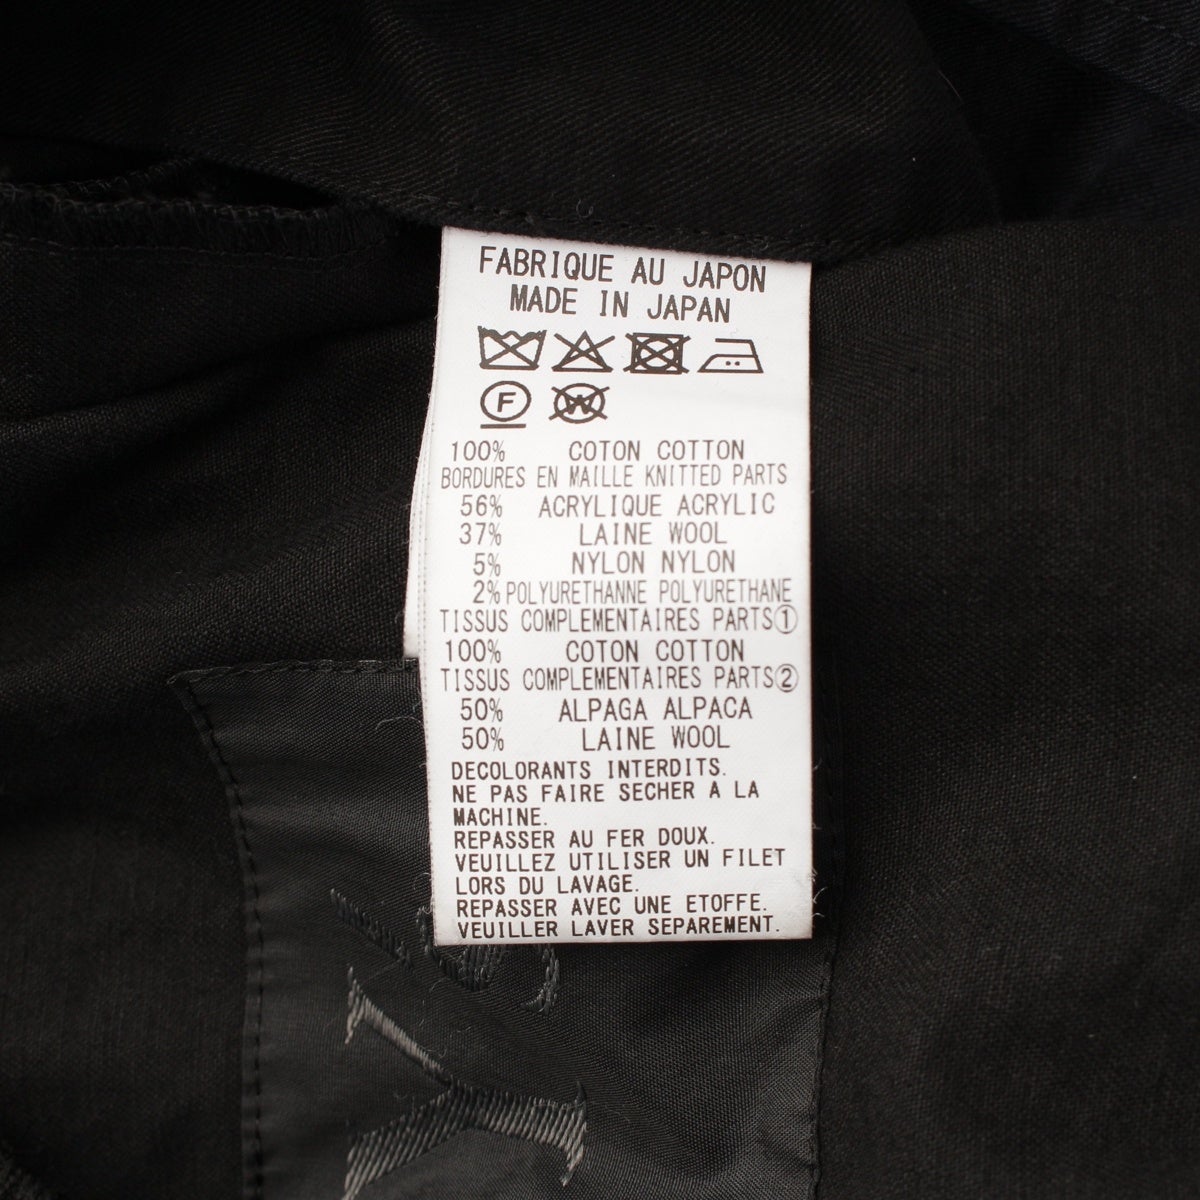 FABRIQUE AU JAPON
MADE IN JAPAN
F W
100% COTON COTTON
BORDURES EN MAILLE KNITTED PARTS
56% ACRYLIQUE ACRYLIC
37% LAINE WOOL
5% NYLON NYLON
2% POLYURETHANNE POLYURETHANE
TISSUS COMPLEMENTAIRES PARTS①
100% COTON COTTON
TISSUS COMPLEMENTAIRES PARTS②
50% ALPAGA ALPACA
50% LAINE WOOL
DECOLORANTS INTERDITS.
NE PAS FAIRE SECHER A LA
MACHINE.
REPASSER AU FER DOUX.
VEUILLEZ UTILISER UN FILET
LORS DU LAVAGE.
REPASSER AVEC UNE ETOFFE.
VEUILLER LAVER SEPAREMENT.